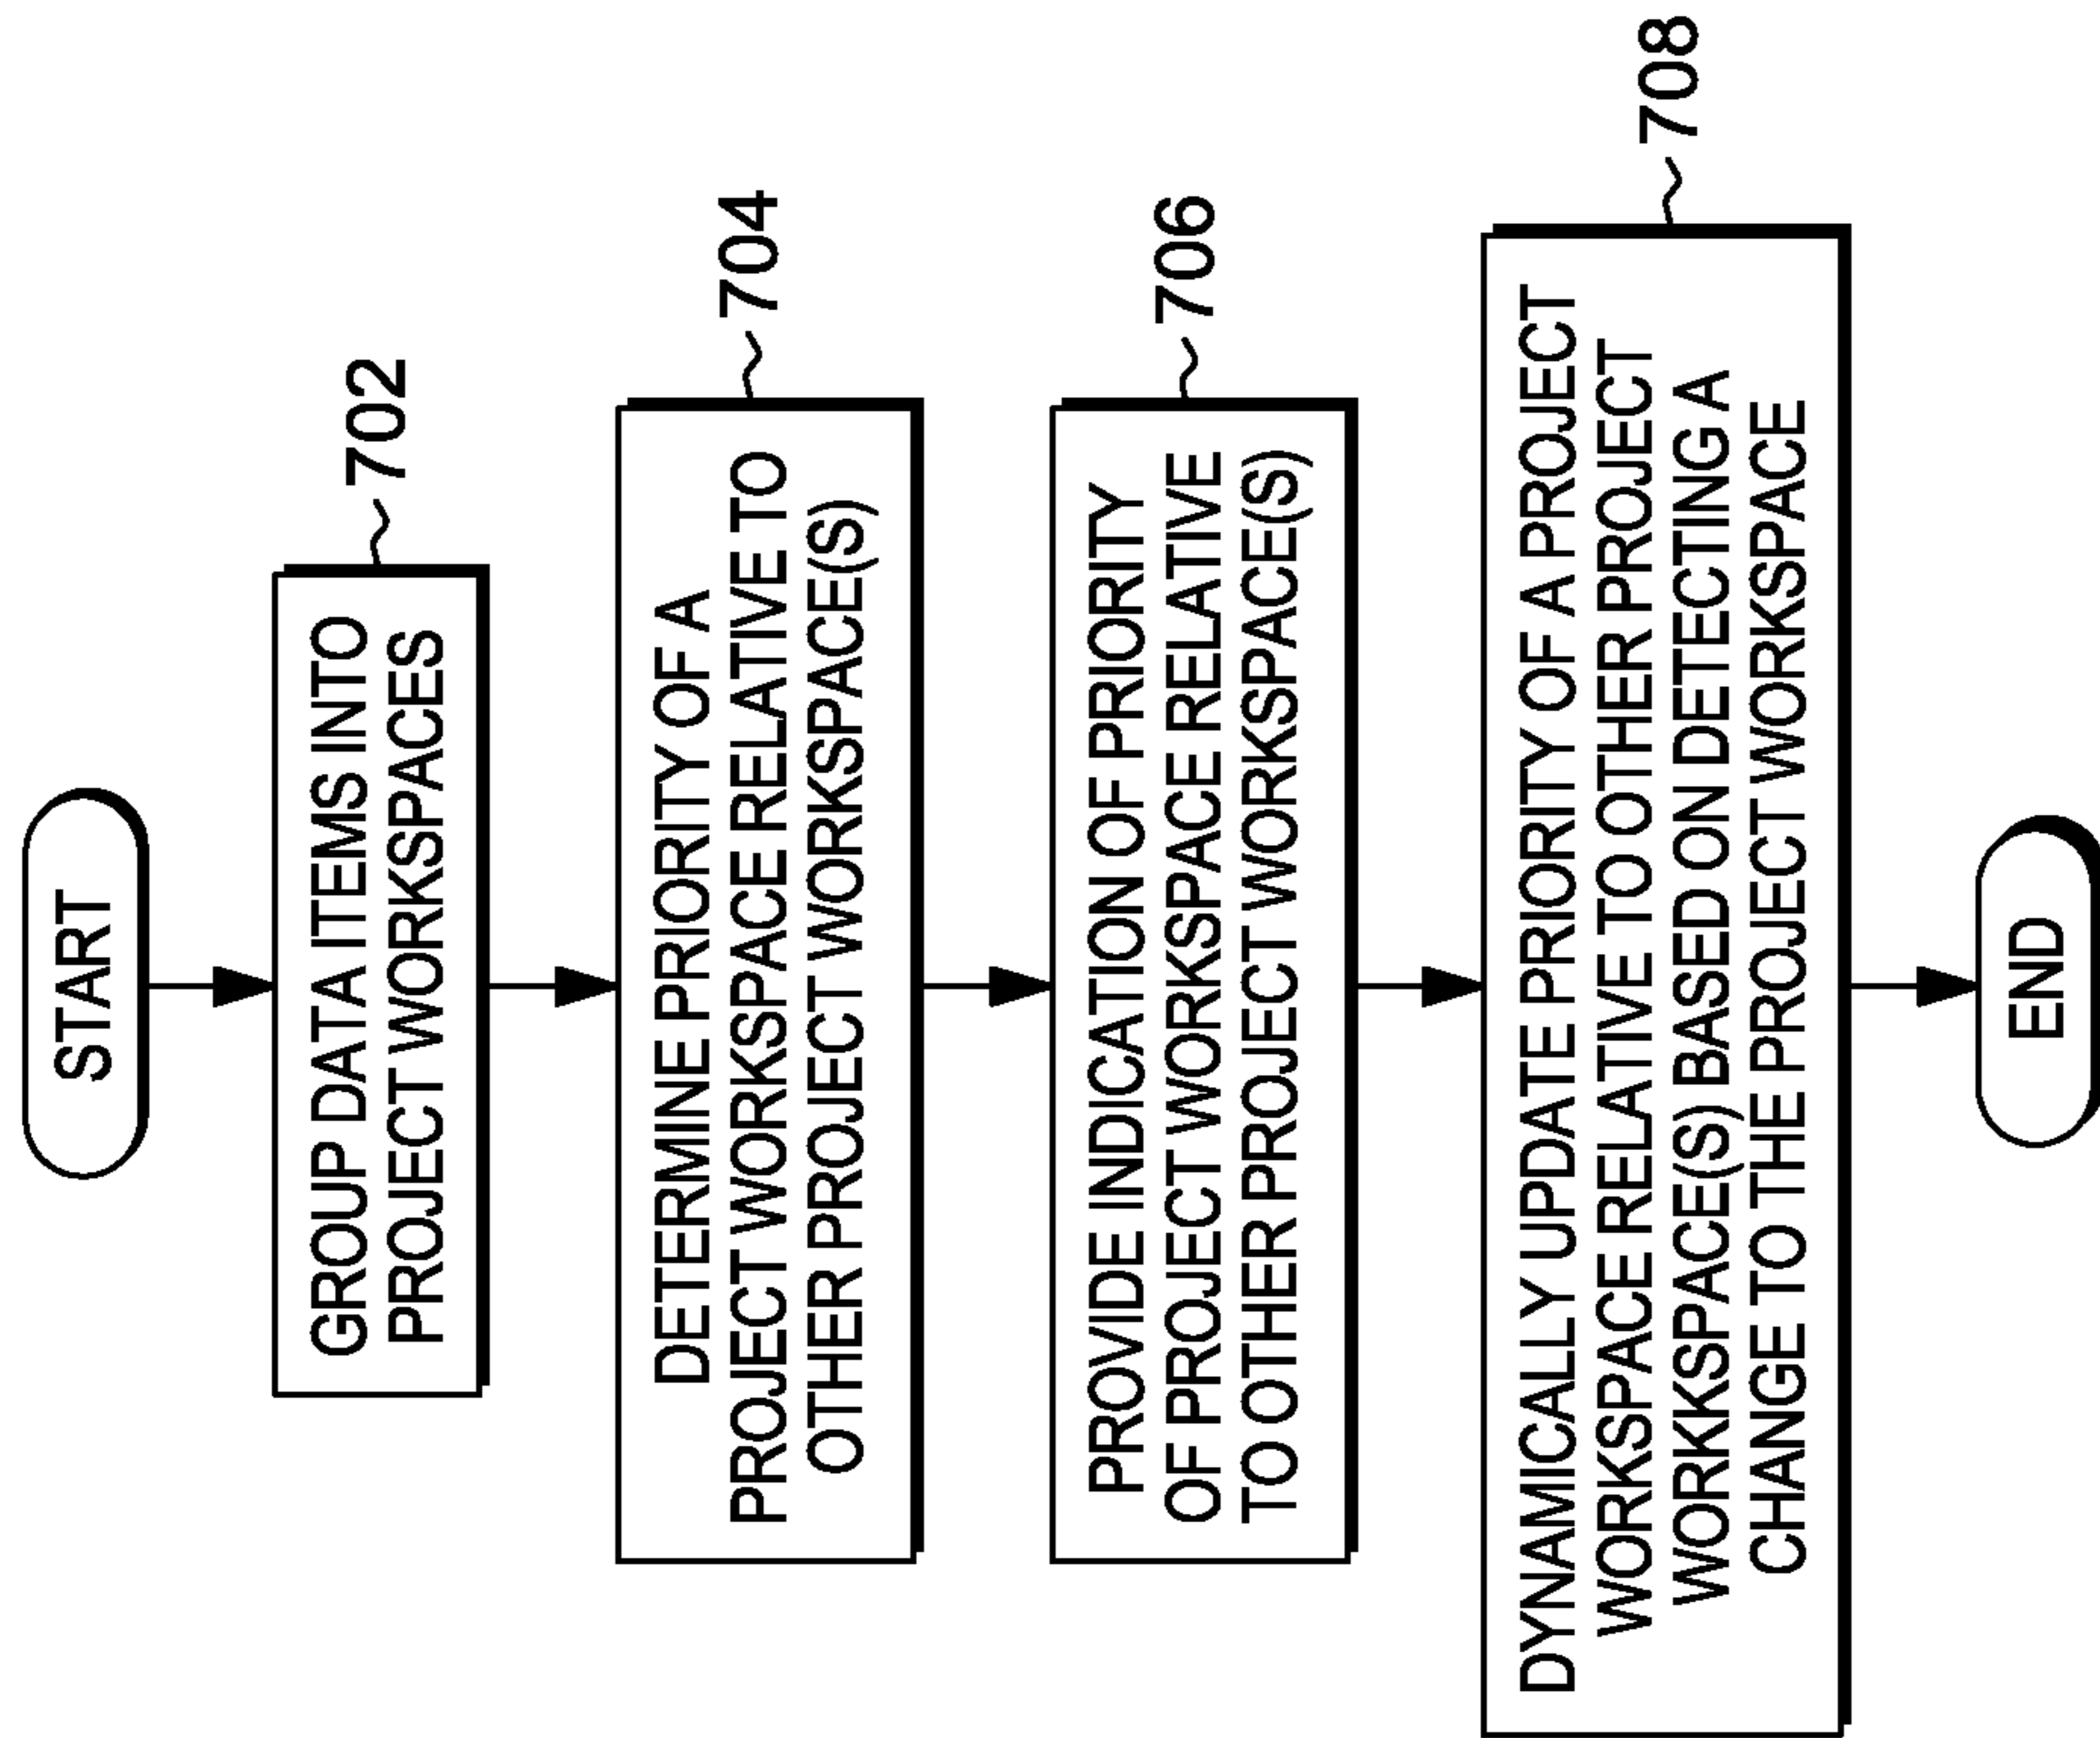 START
GROUP DATA ITEMS INTO
PROJECT WORKSPACES
702
DETERMINE PRIORITY OF A
PROJECT WORKSPACE RELATIVE TO
OTHER PROJECT WORKSPACE(S)
704
PROVIDE INDICATION OF PRIORITY
OF PROJECT WORKSPACE RELATIVE
TO OTHER PROJECT WORKSPACE(S)
706
DYNAMICALLY UPDATE PRIORITY OF A PROJECT
WORKSPACE RELATIVE TO OTHER PROJECT
WORKKSPACE(S) BASED ON DETECTING A
CHANGE TO THE PROJECT WORKSPACE
708
END